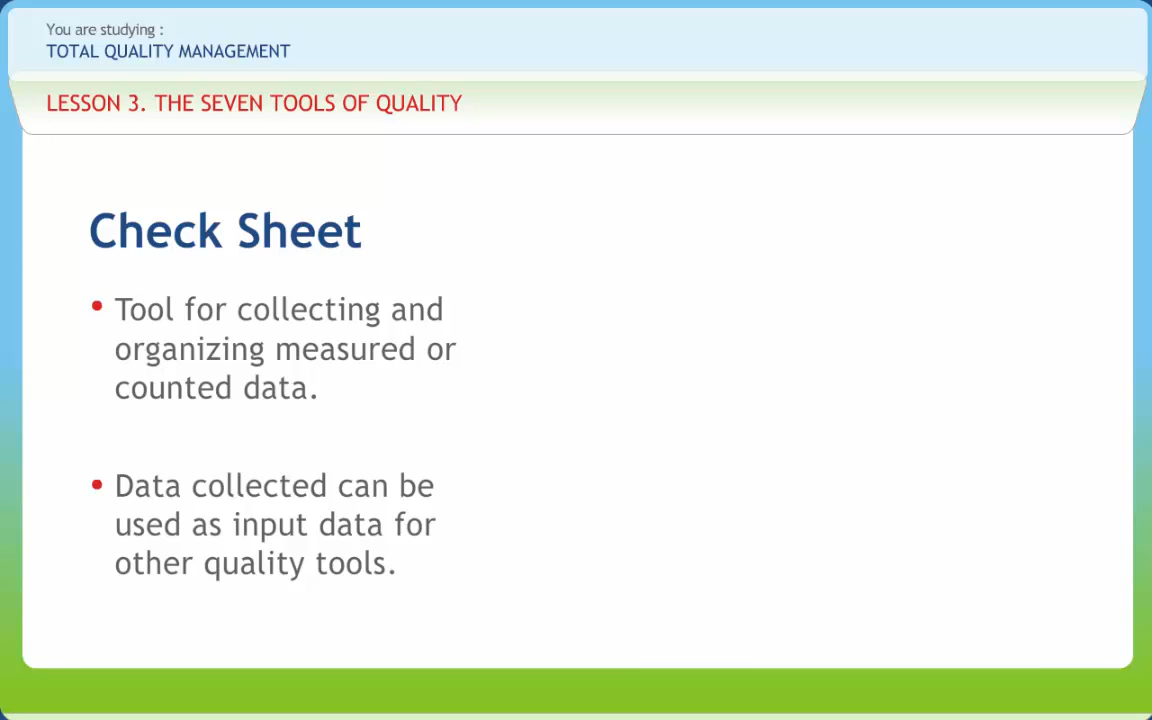 You are studying :
TOTAL QUALITY MANAGEMENT
LESSON 3. THE SEVEN TOOLS OF QUALITY
Check Sheet
• Tool for collecting and
organizing measured or
counted data.
• Data collected can be
used as input data for
other quality tools.